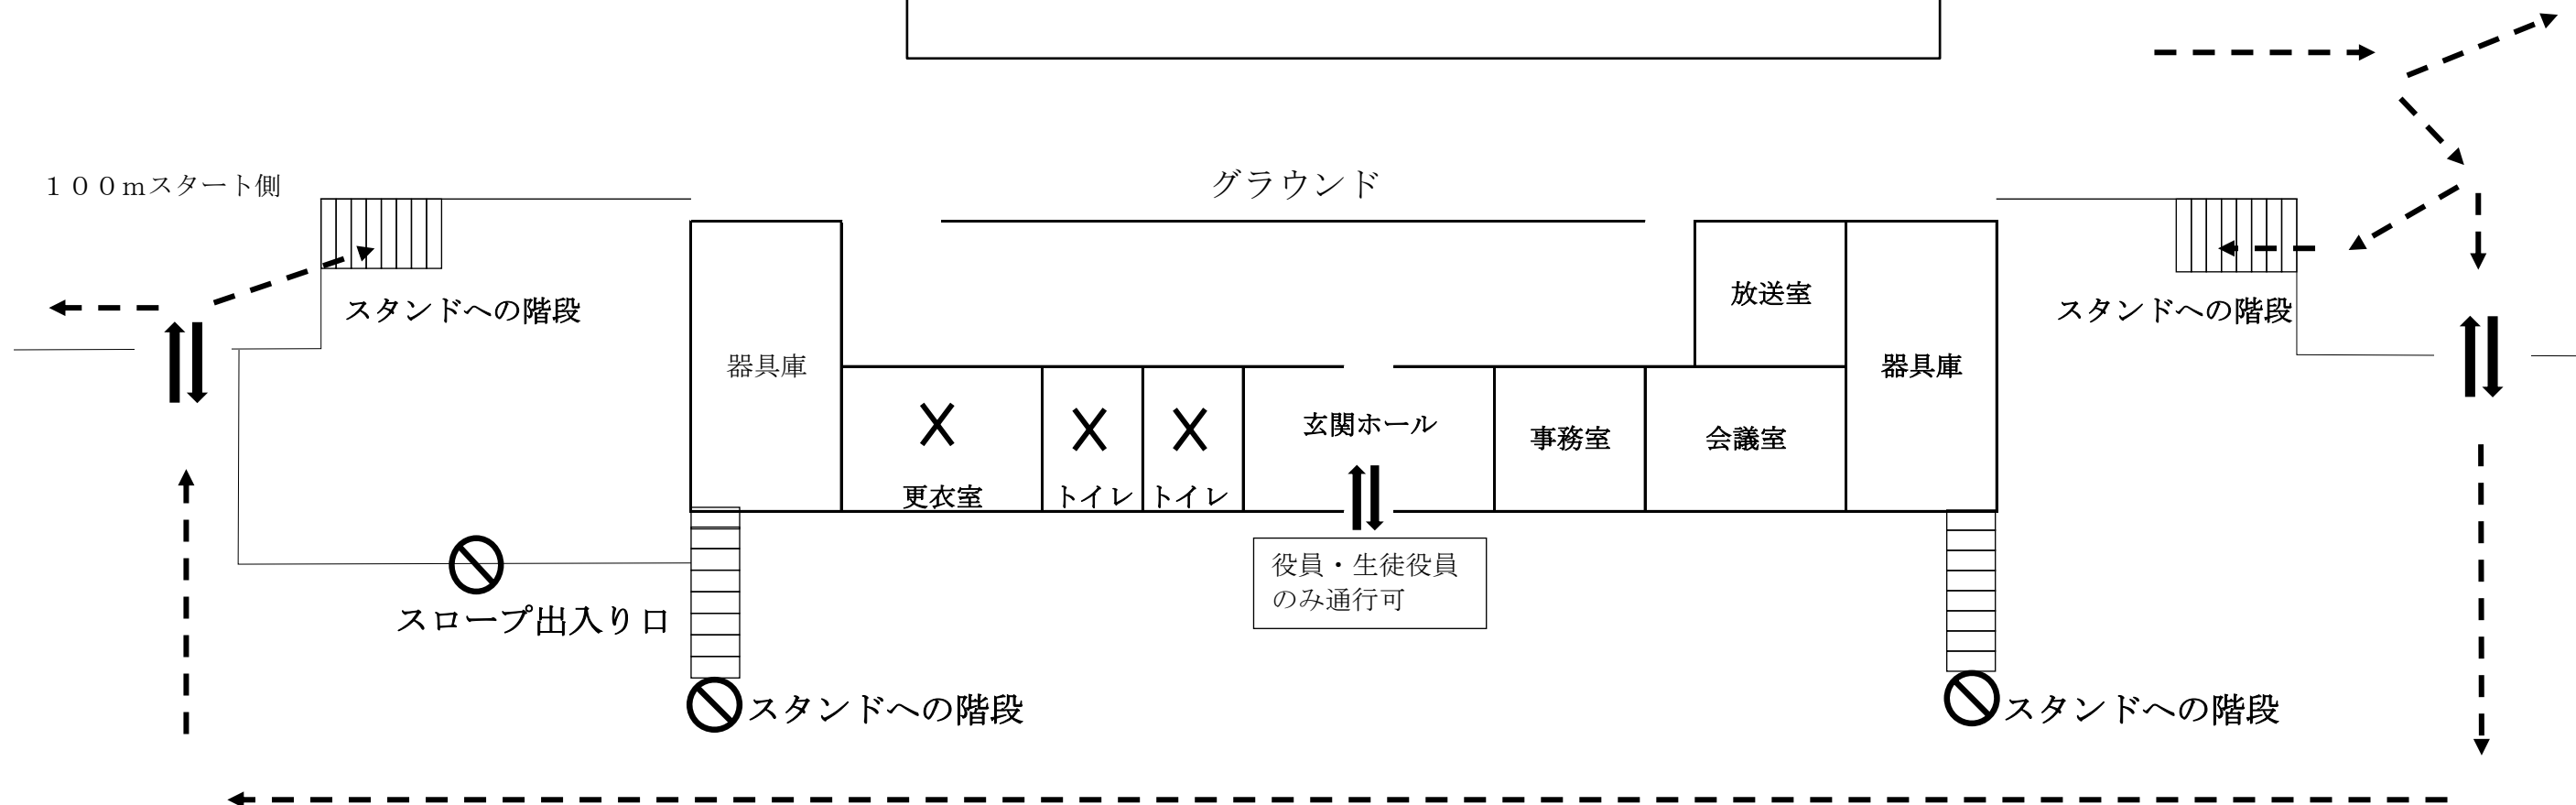 １００ｍスタート側
グラウンド
スタンドへの階段
放送室
スタンドへの階段
器具庫
器具庫
玄関ホール
事務室
会議室
更衣室
トイレ
トイレ
役員・生徒役員
のみ通行可
スロープ出入り口
スタンドへの階段
スタンドへの階段